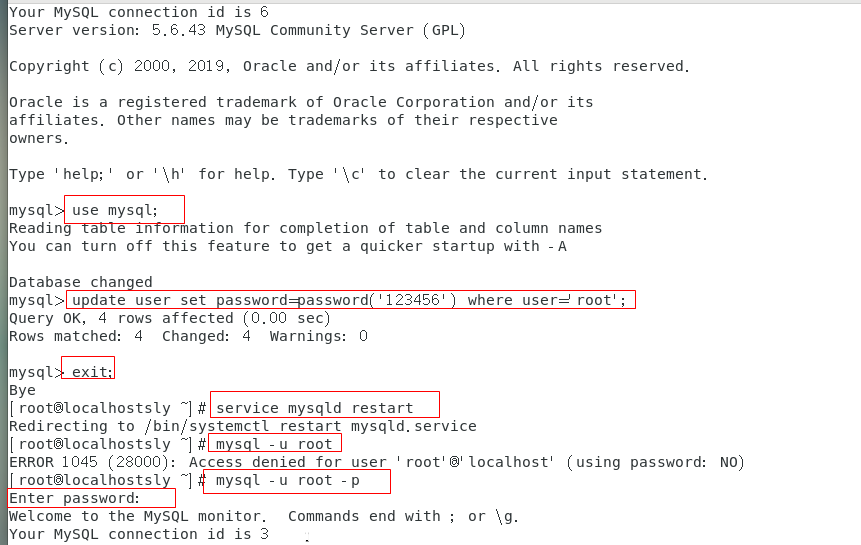 Your MySQL connection id is 6
Server version: 5.6.43 MySQL Community Server (GPL)
Copyright (c) 2000, 2019, Oracle and/or its affiliates. All rights reserved.
Oracle is a registered trademark of Oracle Corporation and/or its
affiliates. Other names may be trademarks of their respective
owners.
Type 'help;' or '\h' for help. Type '\c' to clear the current input statement.
mysql> use mysql;
Reading table information for completion of table and column names
You can turn off this feature to get a quicker startup with -A
Database changed
mysql> update user set password=password('123456') where user='root';
Query OK, 4 rows affected (0.00 sec)
Rows matched: 4  Changed: 4  Warnings: 0
mysql> exit;
Bye
[root@localhostsly ~]# service mysqld restart
Redirecting to /bin/systemctl restart mysqld.service
[root@localhostsly ~]# mysql -u root
ERROR 1045 (28000): Access denied for user 'root'@'localhost' (using password: NO)
[root@localhostsly ~]# mysql -u root -p
Enter password:
Welcome to the MySQL monitor.  Commands end with ; or \g.
Your MySQL connection id is 3